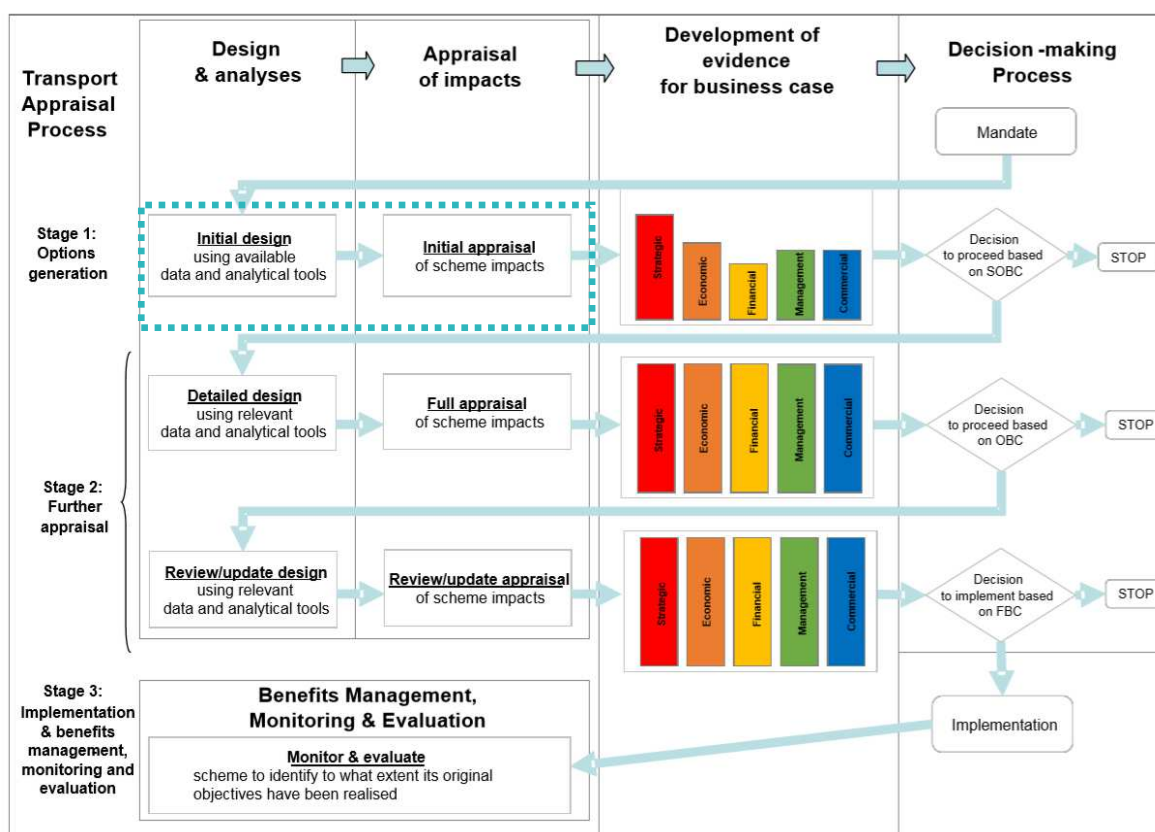 Transport
Appraisal
Process
Design
& analyses
Appraisal
of impacts
Development of
evidence
for business case
Decision -making
Process
Mandate
Stage 1:
Options
generation
Initial design
using available
data and analytical tools
Initial appraisal
of scheme impacts
Strategic
Economic
Financial
Management
Commercial
Decision
to proceed based
on SOBC
STOP
Stage 2:
Further
appraisal
Detailed design
using relevant
data and analytical tools
Full appraisal
of scheme impacts
Strategic
Economic
Financial
Management
Commercial
Decision
to proceed based
on OBC
STOP
Review/update design
using relevant
data and analytical tools
Review/update appraisal
of scheme impacts
Strategic
Economic
Financial
Management
Commercial
Decision
to implement based
on FBC
STOP
Stage 3:
Implementation
& benefits
management,
monitoring and
evaluation
Benefits Management,
Monitoring & Evaluation
Monitor & evaluate
scheme to identify to what extent its original
objectives have been realised
Implementation